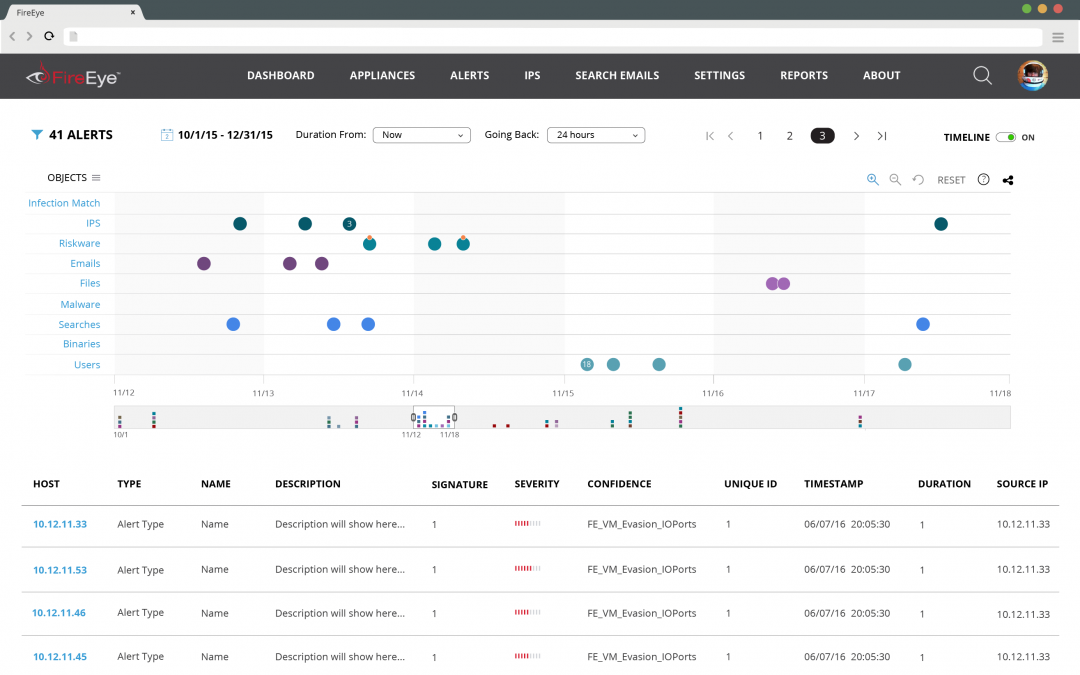 FireEye
FireEye™
DASHBOARD APPLIANCES ALERTS IPS SEARCH EMAILS SETTINGS REPORTS ABOUT
41 ALERTS 10/1/15 - 12/31/15 Duration From: Now Going Back: 24 hours 1 2 3 TIMELINE ON
OBJECTS RESET ?
Infection Match
IPS 3
Riskware
Emails
Files
Malware
Searches
Binaries
Users 18
11/12 11/13 11/14 11/15 11/16 11/17 11/18
10/1 11/12 11/18
HOST TYPE NAME DESCRIPTION SIGNATURE SEVERITY CONFIDENCE UNIQUE ID TIMESTAMP DURATION SOURCE IP
10.12.11.33 Alert Type Name Description will show here... 1 FE_VM_Evasion_IOPorts 1 06/07/16 20:05:30 1 10.12.11.33
10.12.11.53 Alert Type Name Description will show here... 1 FE_VM_Evasion_IOPorts 1 06/07/16 20:05:30 1 10.12.11.33
10.12.11.46 Alert Type Name Description will show here... 1 FE_VM_Evasion_IOPorts 1 06/07/16 20:05:30 1 10.12.11.33
10.12.11.45 Alert Type Name Description will show here... 1 FE_VM_Evasion_IOPorts 1 06/07/16 20:05:30 1 10.12.11.33